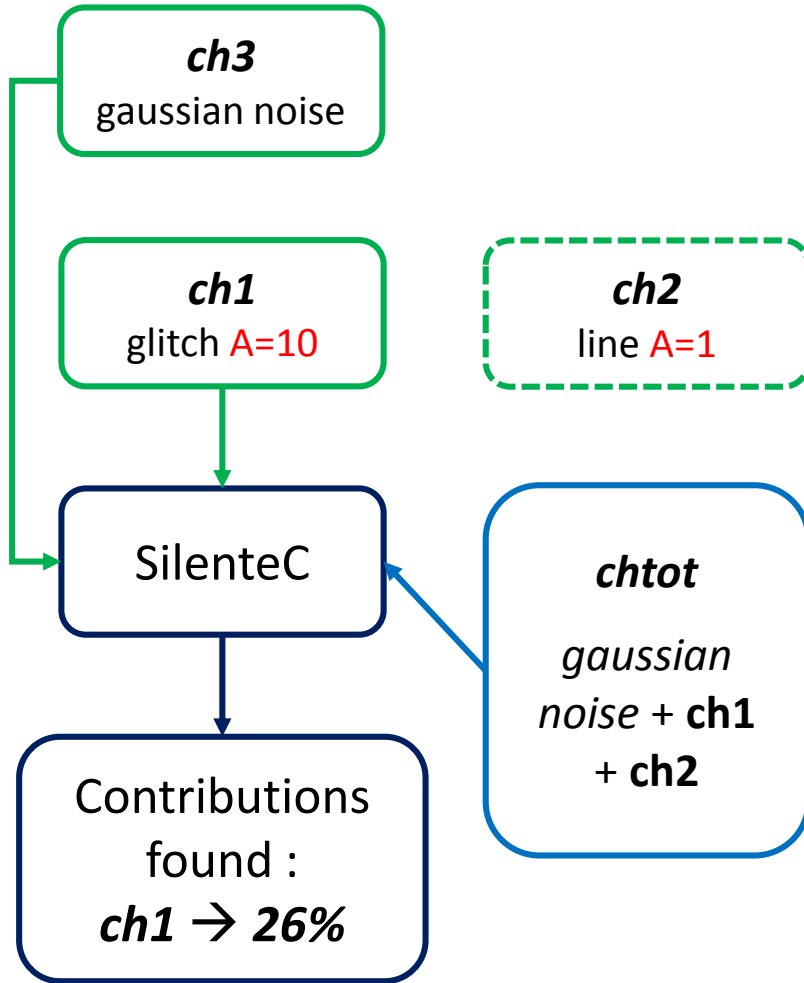 ch3
gaussian noise
ch1
glitch A=10
ch2
line A=1
SilenteC
chtot
gaussian
noise + ch1
+ ch2
Contributions
found :
ch1 → 26%